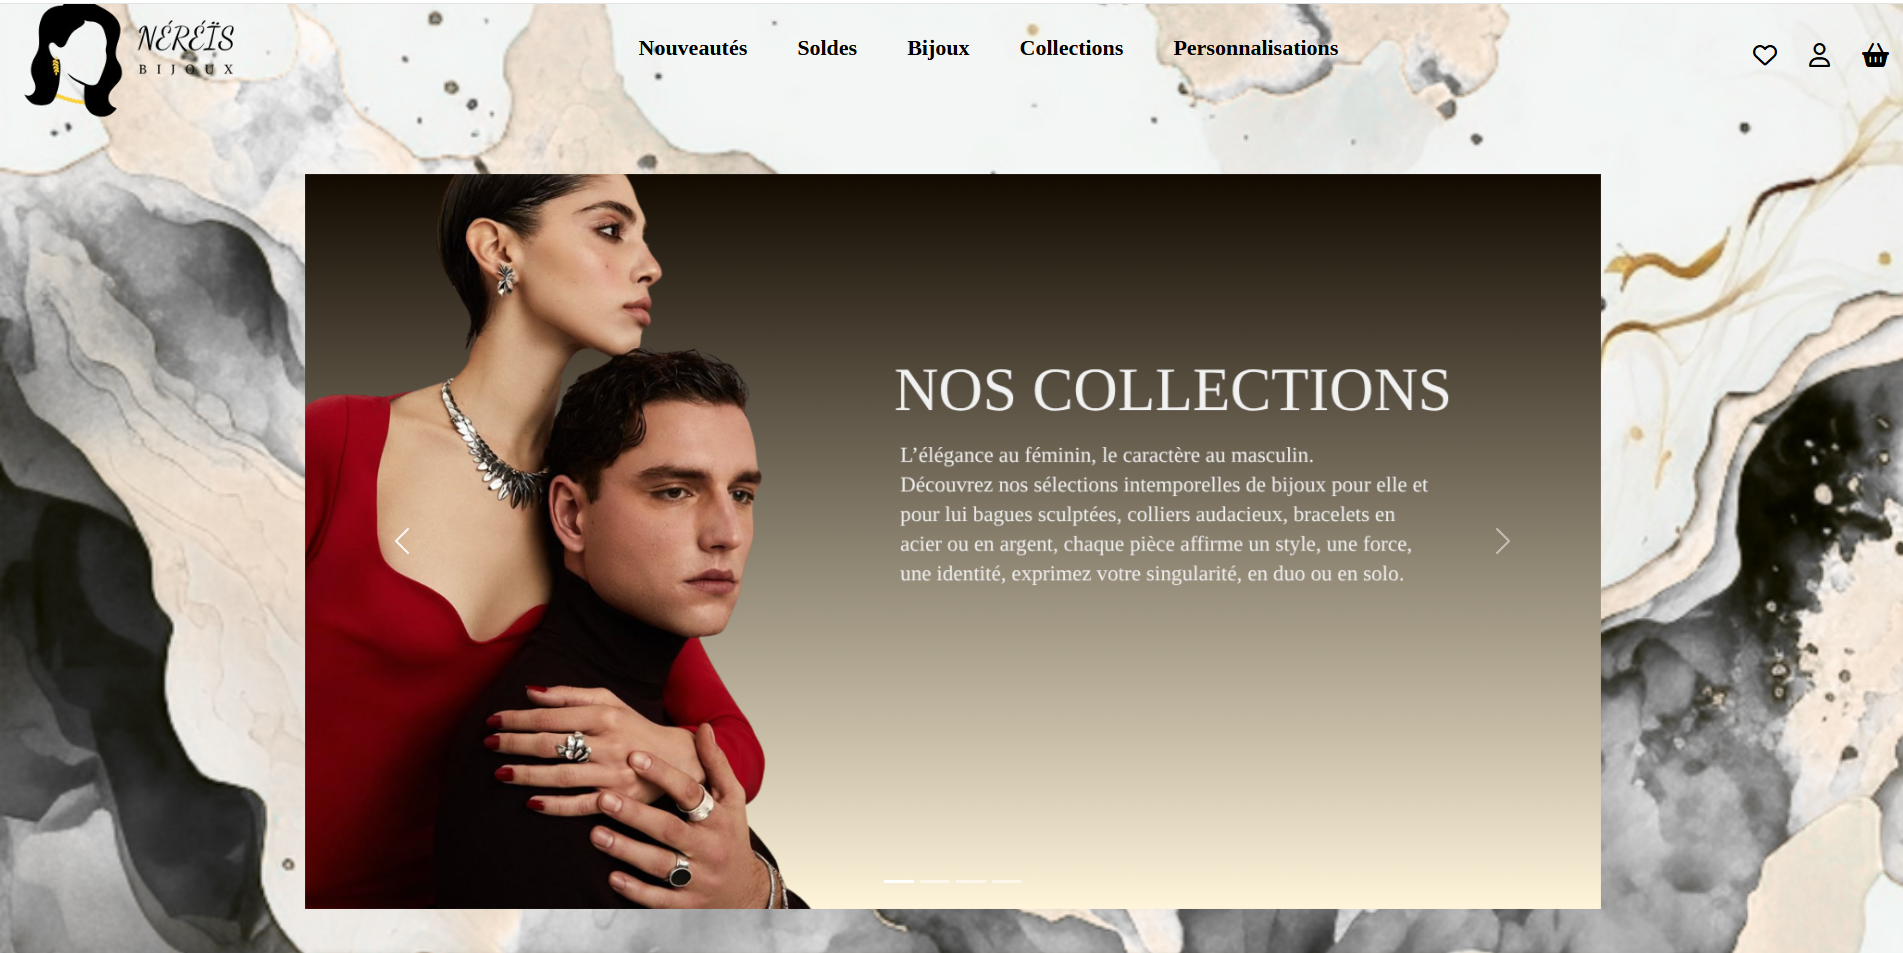 NÉRÉÏS
BIJOUX
Nouveautés Soldes Bijoux Collections Personnalisations
NOS COLLECTIONS
L’élégance au féminin, le caractère au masculin.
Découvrez nos sélections intemporelles de bijoux pour elle et
pour lui bagues sculptées, colliers audacieux, bracelets en
acier ou en argent, chaque pièce affirme un style, une force,
une identité, exprimez votre singularité, en duo ou en solo.